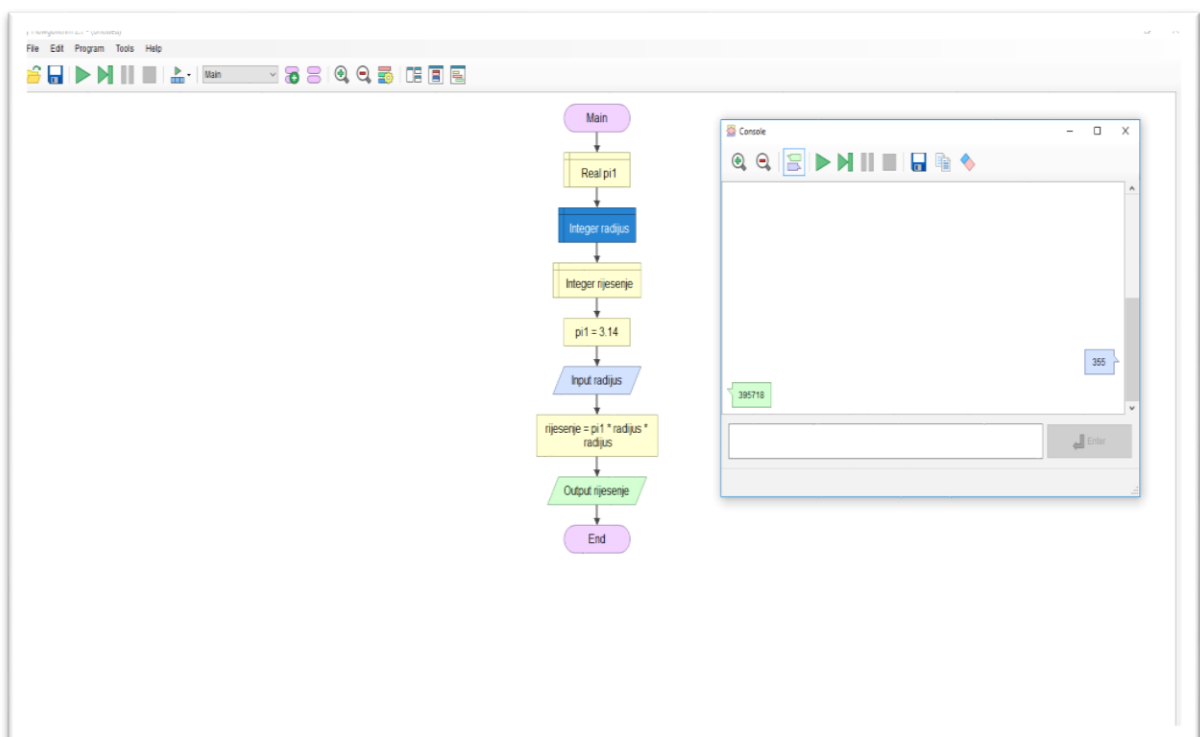 File Edit Program Tools Help
Main
Main
Real pi1
Integer radijus
Integer rijesenje
pi1 = 3.14
Input radijus
rijesenje = pi1 * radijus *
radijus
Output rijesenje
End
Console
355
395718
Enter